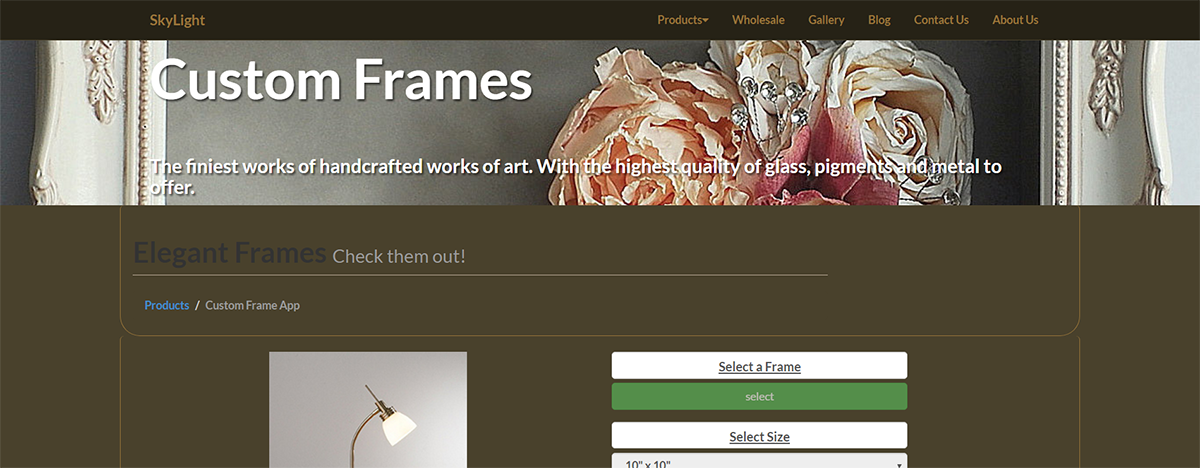 SkyLight Products Wholesale Gallery Blog Contact Us About Us
Custom Frames
The finiest works of handcrafted works of art. With the highest quality of glass, pigments and metal to
offer.
Elegant Frames Check them out!
Products / Custom Frame App
Select a Frame
select
Select Size
10" x 10"